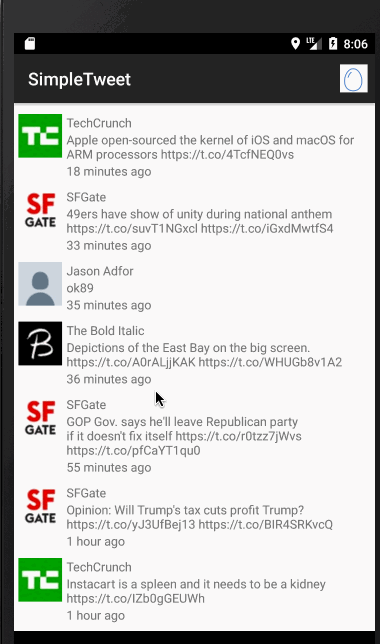 LTE 8:06
SimpleTweet
TechCrunch
Apple open-sourced the kernel of iOS and macOS for
ARM processors https://t.co/4TcfNEQ0vs
18 minutes ago
SF
GATE
SFGate
49ers have show of unity during national anthem
https://t.co/suvT1NGxcl https://t.co/iGxdMwtfS4
33 minutes ago
Jason Adfor
ok89
35 minutes ago
B
The Bold Italic
Depictions of the East Bay on the big screen.
https://t.co/A0rALjjKAK https://t.co/WHUGb8v1A2
36 minutes ago
SF
GATE
SFGate
GOP Gov. says he'll leave Republican party
if it doesn't fix itself https://t.co/r0tzz7jWvs
https://t.co/pfCaYT1qu0
55 minutes ago
SF
GATE
SFGate
Opinion: Will Trump's tax cuts profit Trump?
https://t.co/yJ3UfBej13 https://t.co/BIR4SRKvcQ
1 hour ago
TechCrunch
Instacart is a spleen and it needs to be a kidney
https://t.co/IZb0gGEUWh
1 hour ago